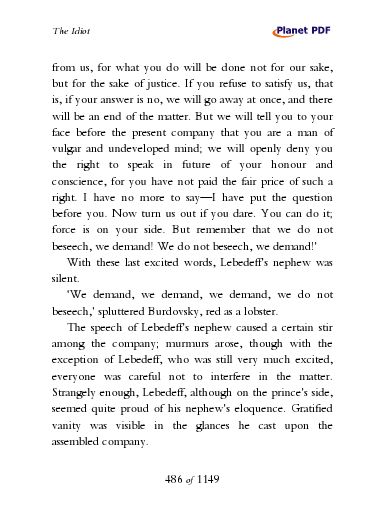 The Idiot
Planet PDF
from us, for what you do will be done not for our sake,
but for the sake of justice. If you refuse to satisfy us, that
is, if your answer is no, we will go away at once, and there
will be an end of the matter. But we will tell you to your
face before the present company that you are a man of
vulgar and undeveloped mind; we will openly deny you
the right to speak in future of your honour and
conscience, for you have not paid the fair price of such a
right. I have no more to say—I have put the question
before you. Now turn us out if you dare. You can do it;
force is on your side. But remember that we do not
beseech, we demand! We do not beseech, we demand!'
With these last excited words, Lebedeff's nephew was
silent.
'We demand, we demand, we demand, we do not
beseech,' spluttered Burdovsky, red as a lobster.
The speech of Lebedeff's nephew caused a certain stir
among the company; murmurs arose, though with the
exception of Lebedeff, who was still very much excited,
everyone was careful not to interfere in the matter.
Strangely enough, Lebedeff, although on the prince's side,
seemed quite proud of his nephew's eloquence. Gratified
vanity was visible in the glances he cast upon the
assembled company.
486 of 1149